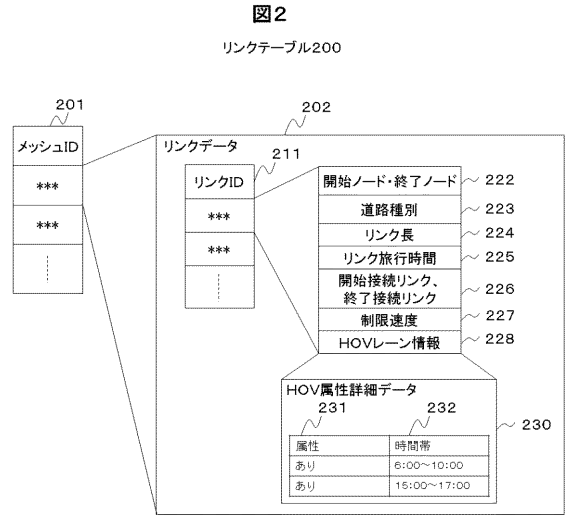 図2
リンクテーブル200
201
メッシュID
***
***
202
リンクデータ
211
リンクID
***
***
開始ノード・終了ノード 222
道路種別 223
リンク長 224
リンク旅行時間 225
開始接続リンク、
終了接続リンク 226
制限速度 227
HOVレーン情報 228
HOV属性詳細データ
231 232
230
属性 時間帯
あり 6:00~10:00
あり 15:00~17:00